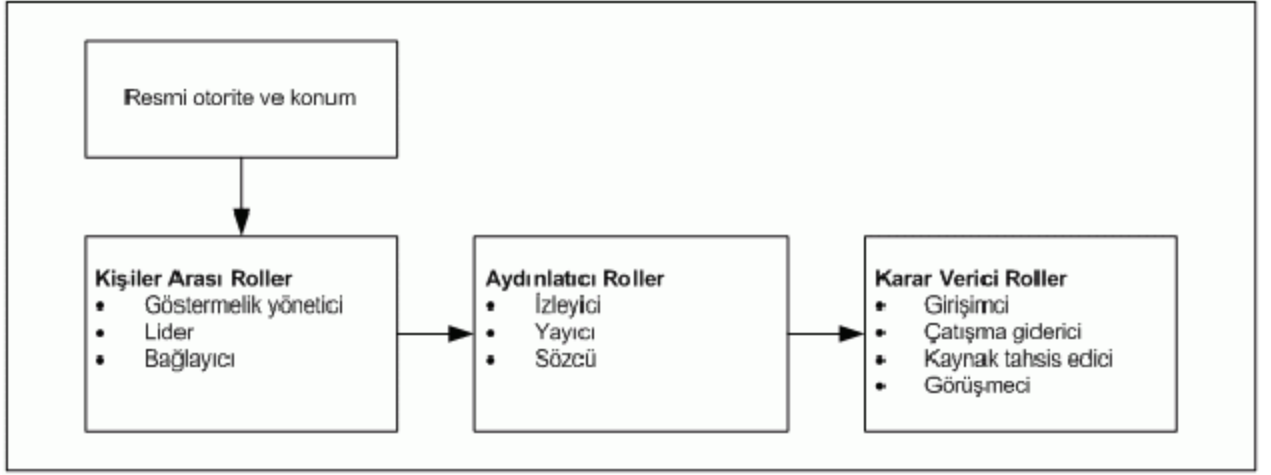 Resmi otorite ve konum
Kişiler Arası Roller
• Göstermelik yönetici
• Lider
• Bağlayıcı
Aydınlatıcı Roller
• İzleyici
• Yayıcı
• Sözcü
Karar Verici Roller
• Girişimci
• Çatışma giderici
• Kaynak tahsis edici
• Görüşmeci